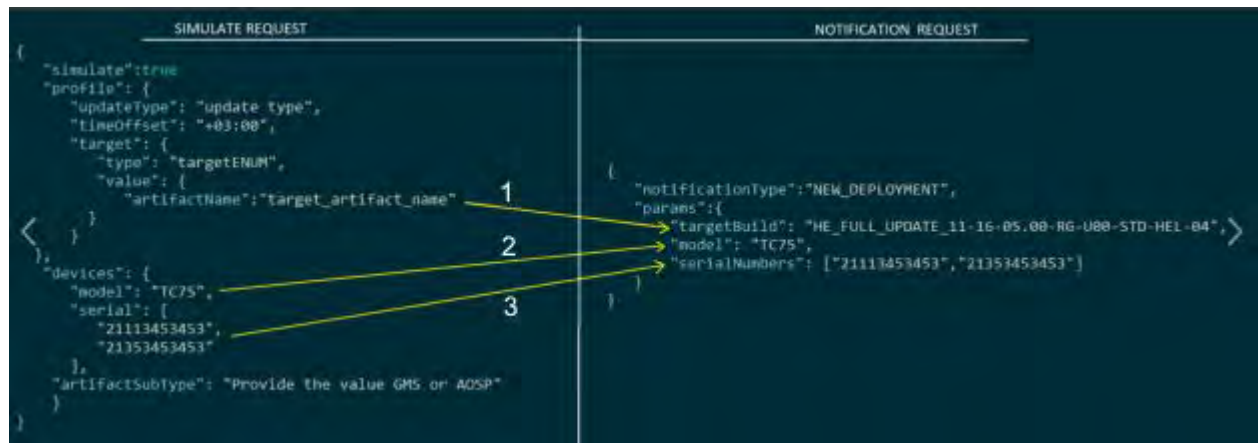 SIMULATE REQUEST
{
"simulate":true
"profile": {
"updateType": "update type",
"timeOffset": "+03:00",
"target": {
"type": "targetENUM",
"value": {
"artifactName":"target_artifact_name"
}
}
},
"devices": {
"model": "TC75",
"serial": [
"21113453453",
"21353453453"
],
"artifactSubType": "Provide the value GMS or AOSP"
}
}
1
2
3
NOTIFICATION REQUEST
{
"notificationType":"NEW_DEPLOYMENT",
"params":{
"targetBuild": "HE_FULL_UPDATE_11-16-05.00-RG-U00-STD-HEL-04",
"model": "TC75",
"serialNumbers": ["21113453453","21353453453"]
}
}